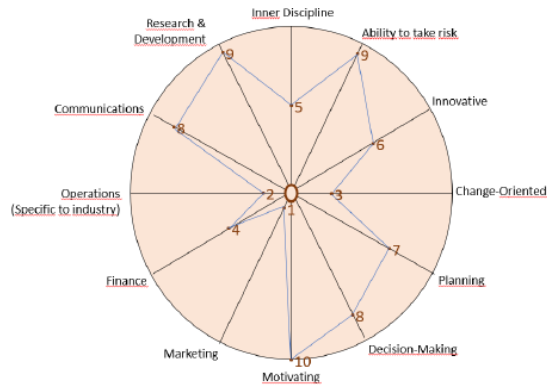 Inner Discipline
Research &
Development
Ability to take risk
9
9
Innovative
Communications
5
8
6
Operations
(Specific to industry)
2
3
Change-Oriented
1
4
7
Finance
Planning
8
Marketing
Decision-Making
10
Motivating